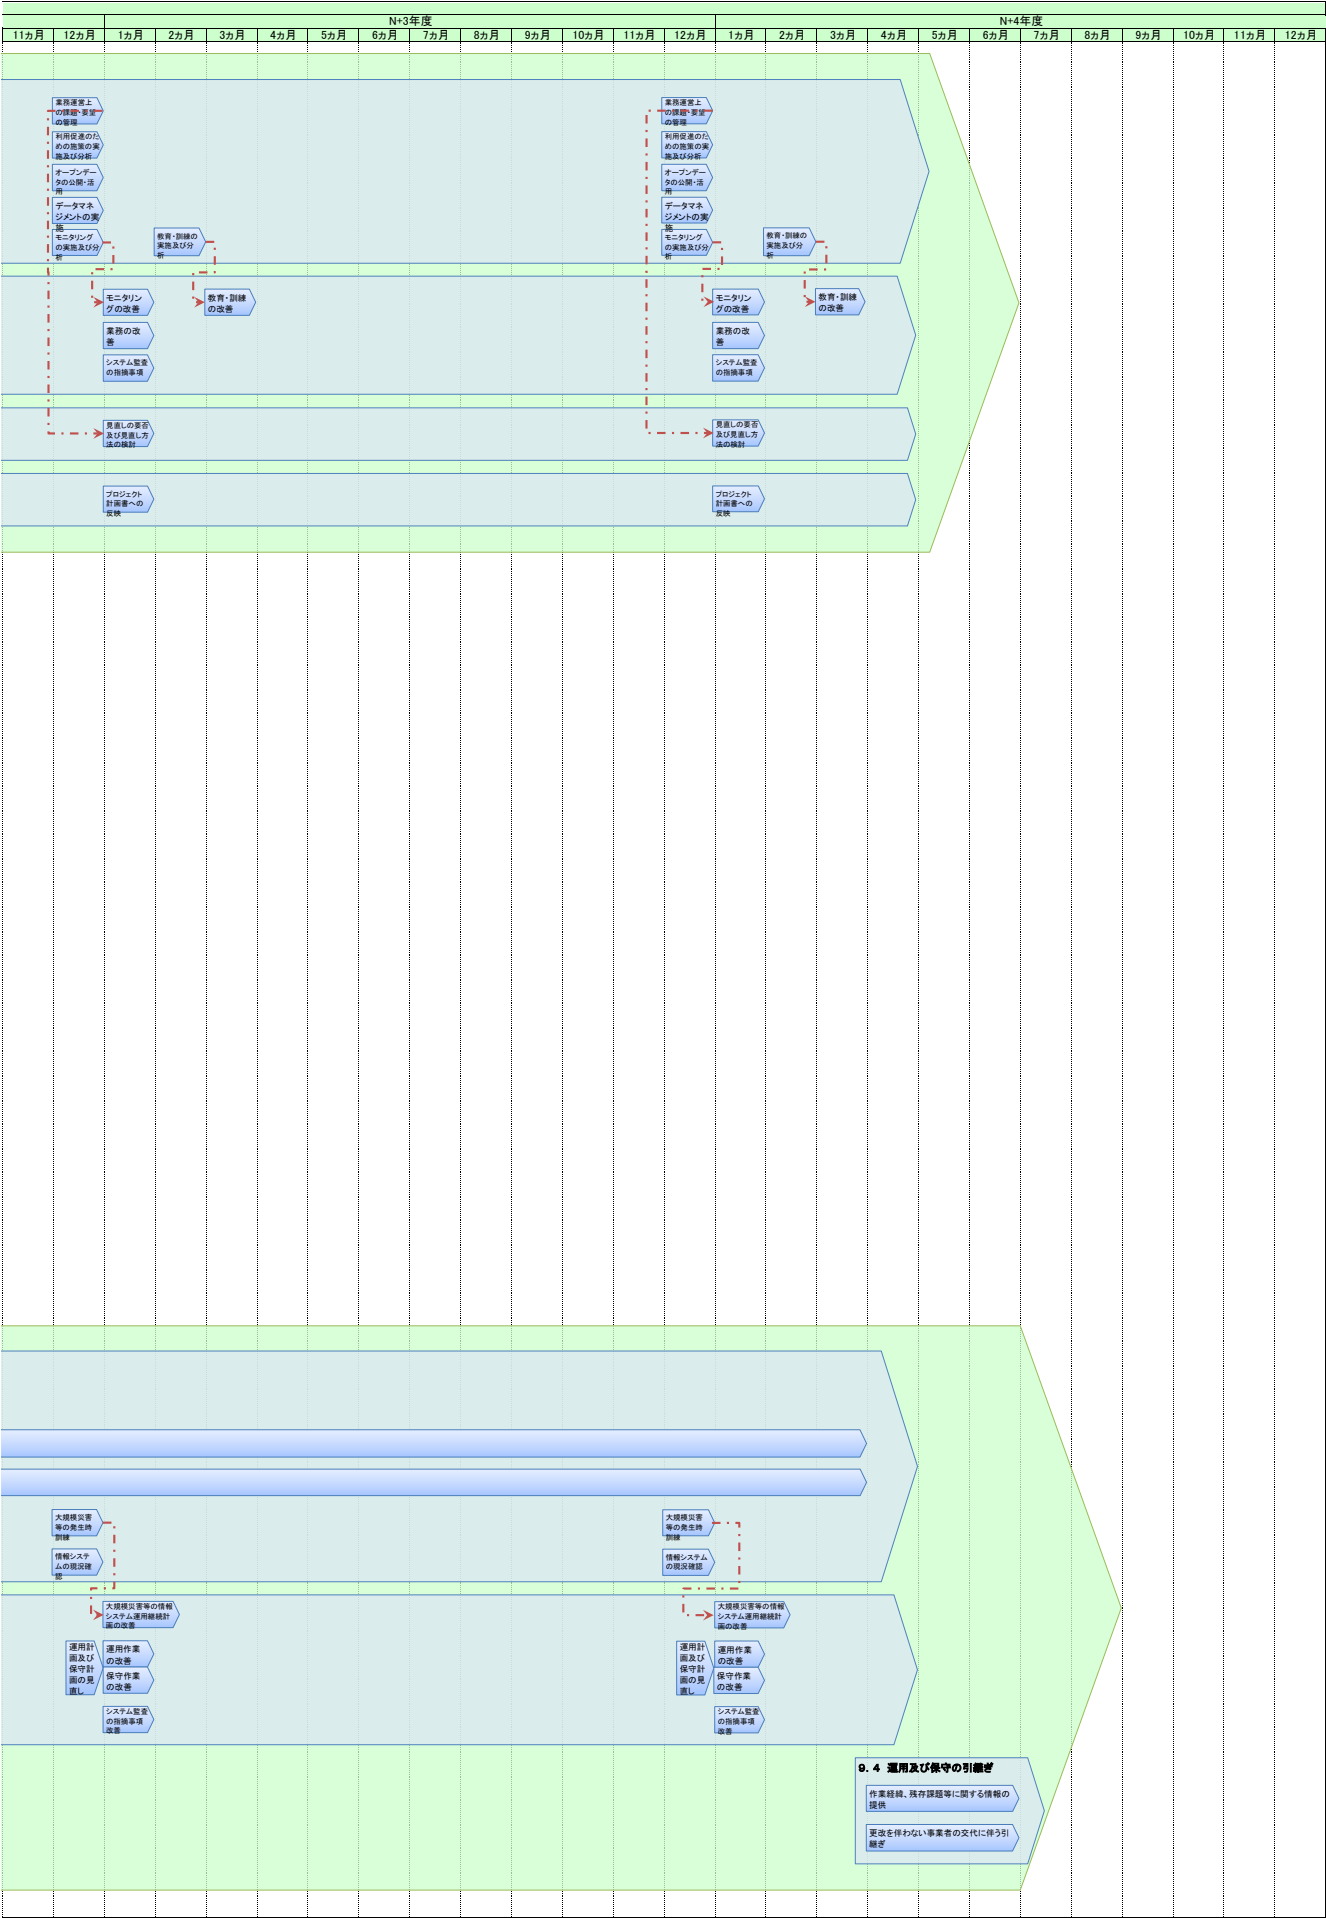 N+3年度
N+4年度
11カ月 12カ月 1カ月 2カ月 3カ月 4カ月 5カ月 6カ月 7カ月 8カ月 9カ月 10カ月 11カ月 12カ月 1カ月 2カ月 3カ月 4カ月 5カ月 6カ月 7カ月 8カ月 9カ月 10カ月 11カ月 12カ月
業務運営上
の課題・要望
の管理
利用促進のた
めの施策の実
施及び分析
オープンデー
タの公開・活
用
データマネ
ジメントの実
施
モニタリング
の実施及び分
析
教育・訓練の
実施及び分
析
モニタリン
グの改善
教育・訓練
の改善
業務の改
善
システム監査
の指摘事項
見直しの要否
及び見直し方
法の検討
プロジェクト
計画書への
反映
業務運営上
の課題・要望
の管理
利用促進のた
めの施策の実
施及び分析
オープンデー
タの公開・活
用
データマネ
ジメントの実
施
モニタリング
の実施及び分
析
教育・訓練の
実施及び分
析
モニタリン
グの改善
教育・訓練
の改善
業務の改
善
システム監査
の指摘事項
見直しの要否
及び見直し方
法の検討
プロジェクト
計画書への
反映
大規模災害
等の発生時
訓練
情報システ
ムの現況確
認
大規模災害等の情報
システム運用継続計
画の改善
運用計
画及び
保守計
画の見
直し
運用作業
の改善
保守作業
の改善
システム監査
の指摘事項
改善
大規模災害
等の発生時
訓練
情報システム
の現況確認
大規模災害等の情報
システム運用継続計
画の改善
運用計
画及び
保守計
画の見
直し
運用作業
の改善
保守作業
の改善
システム監査
の指摘事項
改善
9．4 運用及び保守の引継ぎ
作業経緯、残存課題等に関する情報の
提供
更改を伴わない事業者の交代に伴う引
継ぎ